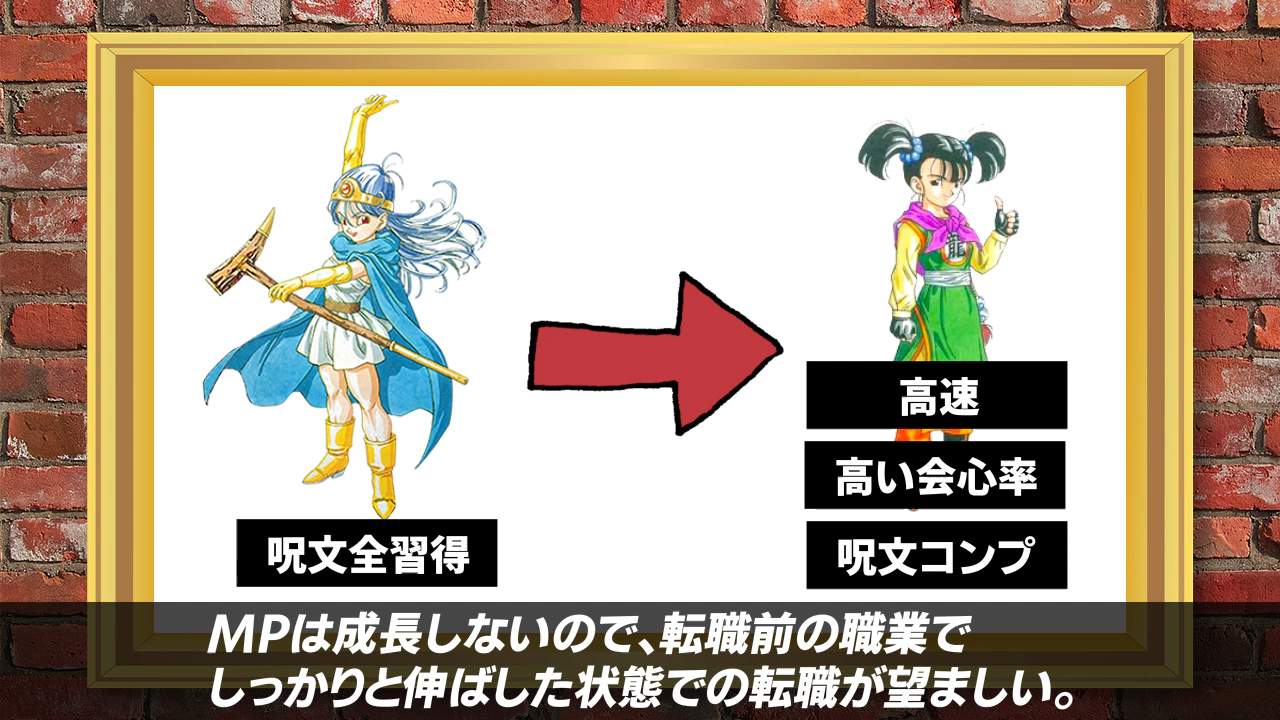 龍
呪文全習得
高速
高い会心率
呪文コンプ
MPは成長しないので、転職前の職業で
しっかりと伸ばした状態での転職が望ましい。